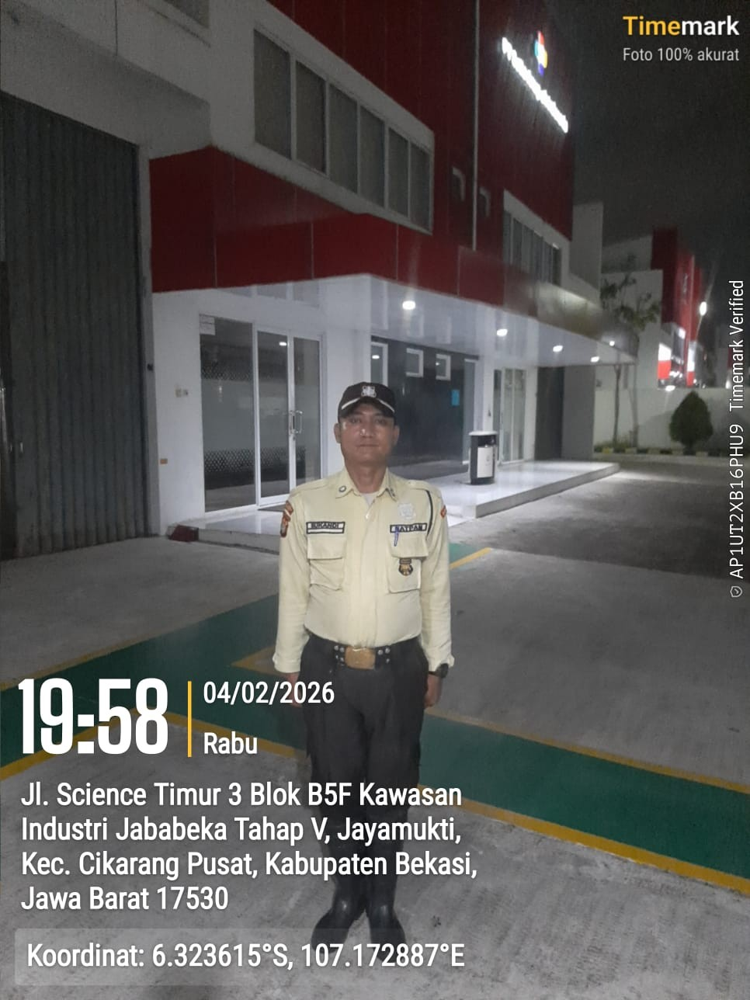 Timemark
Foto 100% akurat
SUKANDI
SATPAM
19:58
04/02/2026
Rabu
Jl. Science Timur 3 Blok B5F Kawasan
Industri Jababeka Tahap V, Jayamukti,
Kec. Cikarang Pusat, Kabupaten Bekasi,
Jawa Barat 17530
Koordinat: 6.323615°S, 107.172887°E
AP1UT2XB16PHU9 Timemark Verified